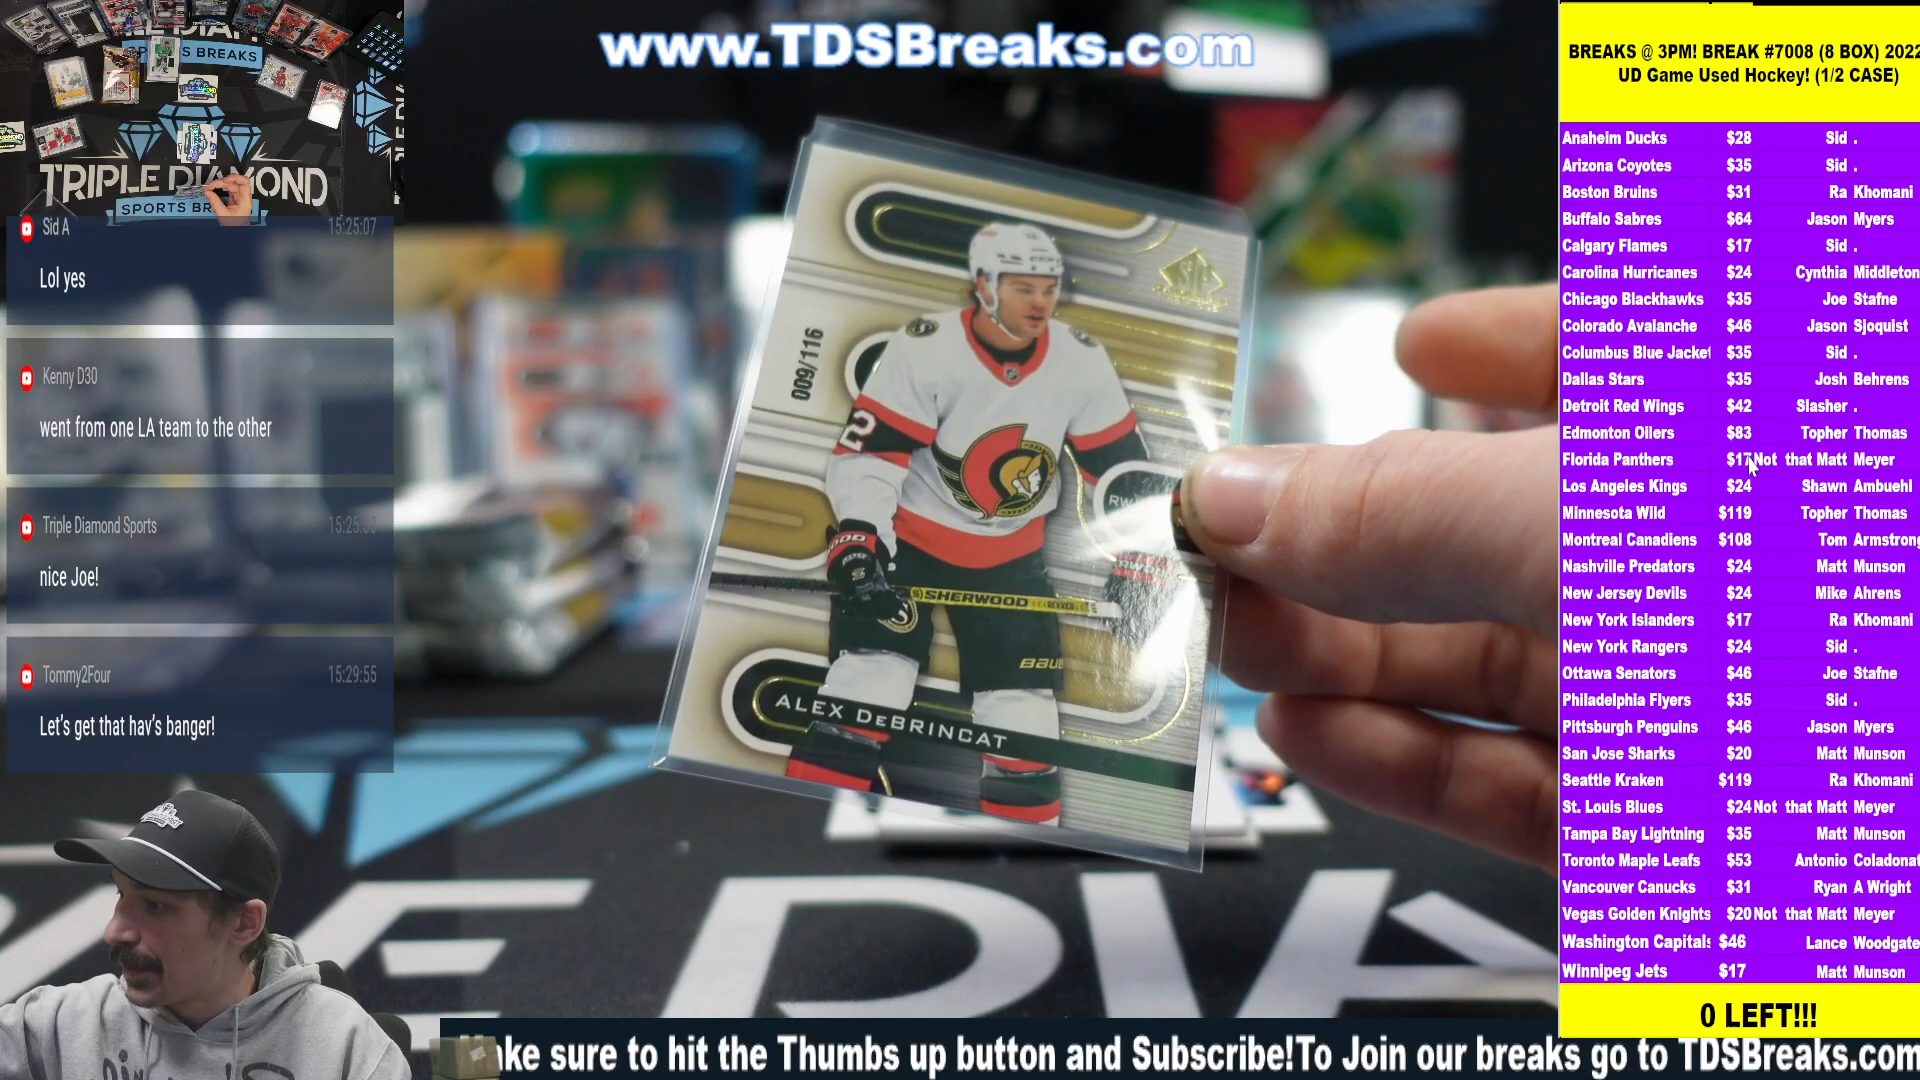 www.TDSBreaks.com
S BREAKS
TRIPLE DIAMOND
SPORTS BR
Sid A 15:25:07
Lol yes
Kenny D30
went from one LA team to the other
Triple Diamond Sports
nice Joe!
Tommy2Four 15:29:55
Let's get that hav's banger!
009/116
SP
2
RW
SHERWOOD
BAUE
ALEX DeBRINCAT
BREAKS @ 3PM! BREAK #7008 (8 BOX) 2022
UD Game Used Hockey! (1/2 CASE)
Anaheim Ducks $28 Sid .
Arizona Coyotes $35 Sid .
Boston Bruins $31 Ra Khomani
Buffalo Sabres $64 Jason Myers
Calgary Flames $17 Sid .
Carolina Hurricanes $24 Cynthia Middleton
Chicago Blackhawks $35 Joe Stafne
Colorado Avalanche $46 Jason Sjoquist
Columbus Blue Jacket $35 Sid .
Dallas Stars $35 Josh Behrens
Detroit Red Wings $42 Slasher .
Edmonton Oilers $83 Topher Thomas
Florida Panthers $17 Not that Matt Meyer
Los Angeles Kings $24 Shawn Ambuehl
Minnesota Wild $119 Topher Thomas
Montreal Canadiens $108 Tom Armstrong
Nashville Predators $24 Matt Munson
New Jersey Devils $24 Mike Ahrens
New York Islanders $17 Ra Khomani
New York Rangers $24 Sid .
Ottawa Senators $46 Joe Stafne
Philadelphia Flyers $35 Sid .
Pittsburgh Penguins $46 Jason Myers
San Jose Sharks $20 Matt Munson
Seattle Kraken $119 Ra Khomani
St. Louis Blues $24 Not that Matt Meyer
Tampa Bay Lightning $35 Matt Munson
Toronto Maple Leafs $53 Antonio Coladonat
Vancouver Canucks $31 Ryan A Wright
Vegas Golden Knights $20 Not that Matt Meyer
Washington Capitals $46 Lance Woodgate
Winnipeg Jets $17 Matt Munson
0 LEFT!!!
ake sure to hit the Thumbs up button and Subscribe!To Join our breaks go to TDSBreaks.com